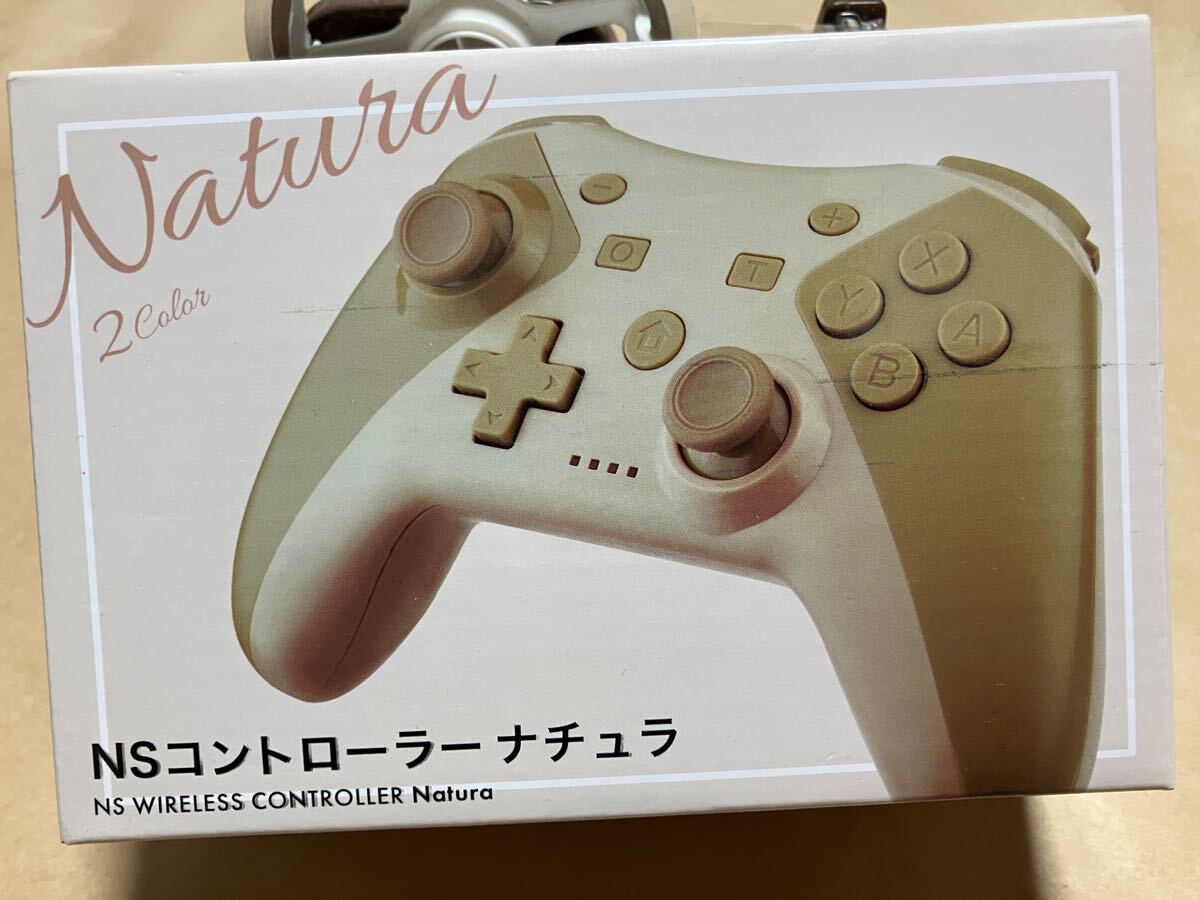 Natura
2 Color
−
+
O
T
X
Y
A
B
NSコントローラー ナチュラ
NS WIRELESS CONTROLLER Natura